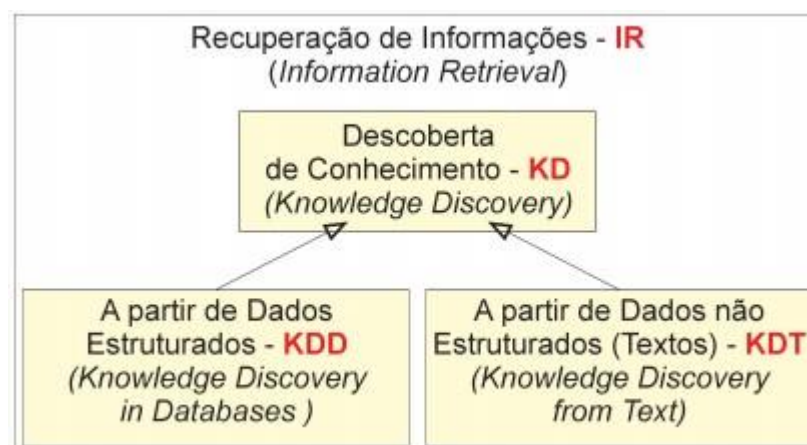 Recuperação de Informações - IR
(Information Retrieval)
Descoberta
de Conhecimento - KD
(Knowledge Discovery)
A partir de Dados
Estruturados - KDD
(Knowledge Discovery
in Databases )
A partir de Dados não
Estruturados (Textos) - KDT
(Knowledge Discovery
from Text)